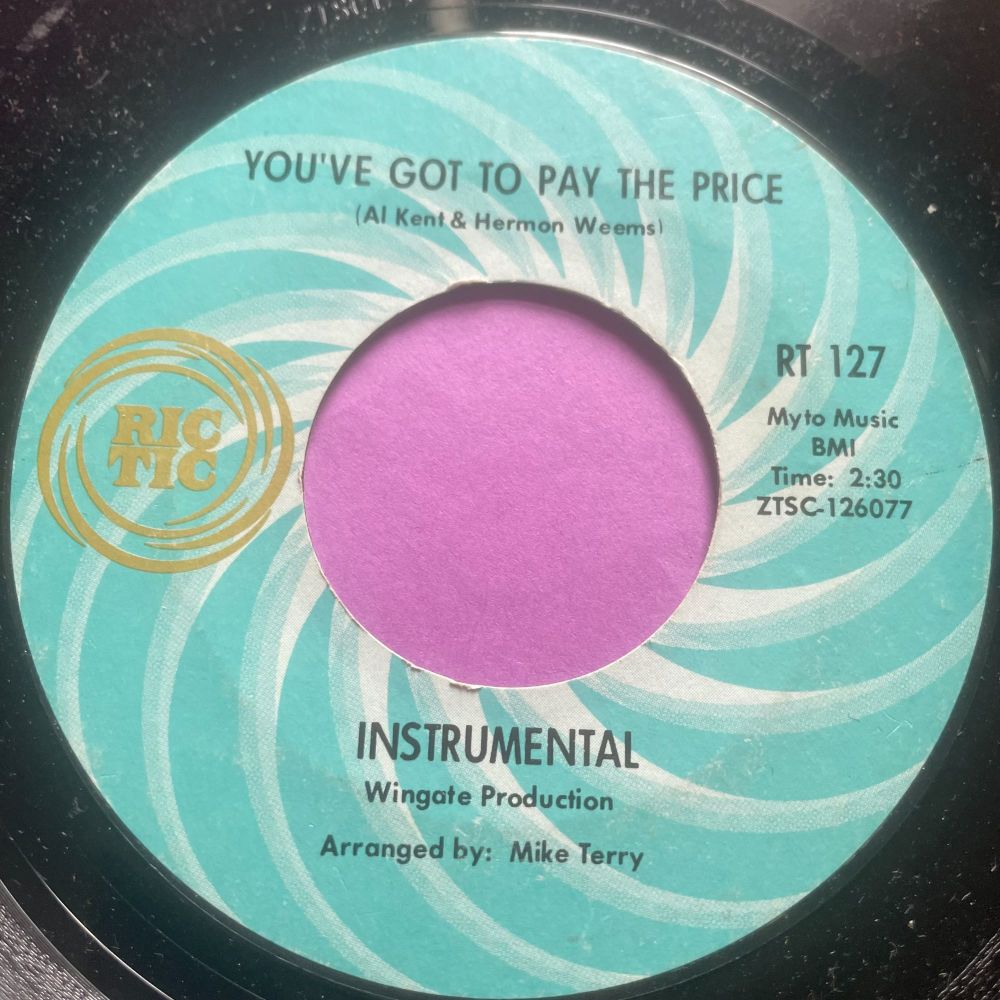 YOU'VE GOT TO PAY THE PRICE
(Al Kent & Hermon Weems)
RIC
TIC
RT 127
Myto Music
BMI
Time: 2:30
ZTSC-126077
INSTRUMENTAL
Wingate Production
Arranged by: Mike Terry